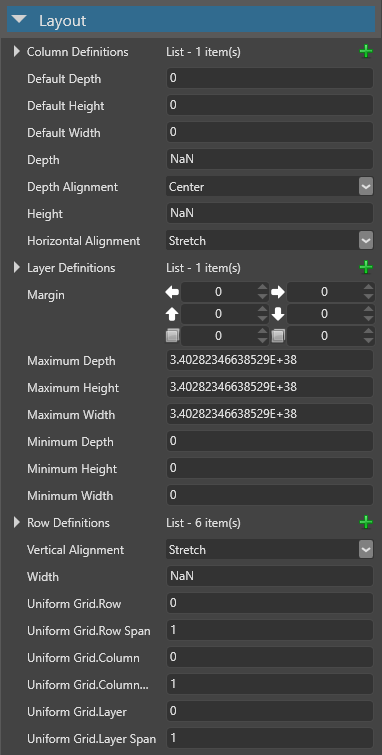 Layout
Column Definitions List - 1 item(s)
Default Depth 0
Default Height 0
Default Width 0
Depth NaN
Depth Alignment Center
Height NaN
Horizontal Alignment Stretch
Layer Definitions List - 1 item(s)
Margin 0 0
0 0
0 0
Maximum Depth 3.40282346638529E+38
Maximum Height 3.40282346638529E+38
Maximum Width 3.40282346638529E+38
Minimum Depth 0
Minimum Height 0
Minimum Width 0
Row Definitions List - 6 item(s)
Vertical Alignment Stretch
Width NaN
Uniform Grid.Row 0
Uniform Grid.Row Span 1
Uniform Grid.Column 0
Uniform Grid.Column... 1
Uniform Grid.Layer 0
Uniform Grid.Layer Span 1